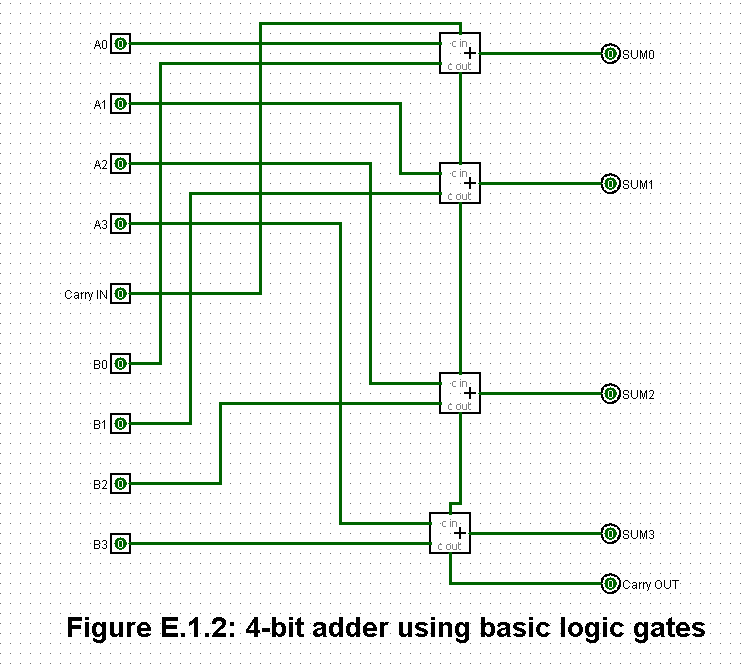 A0 0
c in
+
c out
0 SUM0
A1 0
A2 0
c in
+
c out
0 SUM1
A3 0
Carry IN 0
B0 0
c in
+
c out
0 SUM2
B1 0
B2 0
c in
+
c out
0 SUM3
B3 0
0 Carry OUT
Figure E.1.2: 4-bit adder using basic logic gates